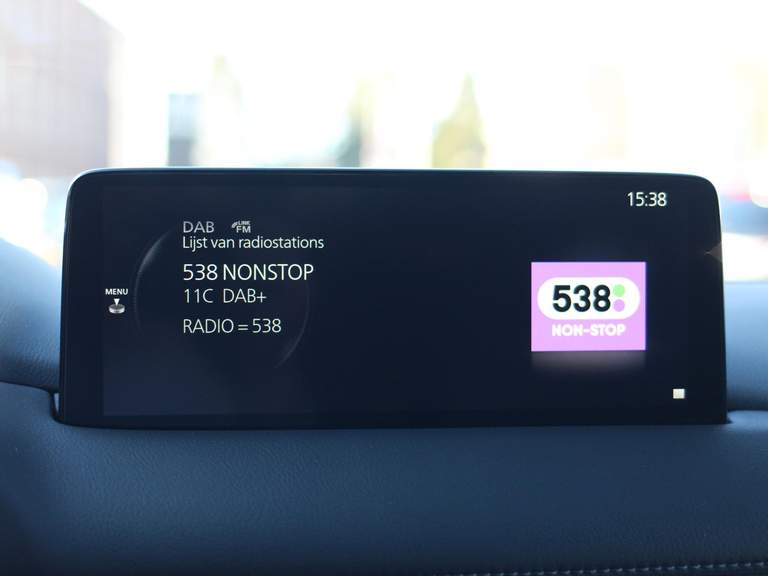 15:38
DAB LINK FM
Lijst van radiostations
538 NONSTOP
11C DAB+
RADIO = 538
MENU
538
NON-STOP